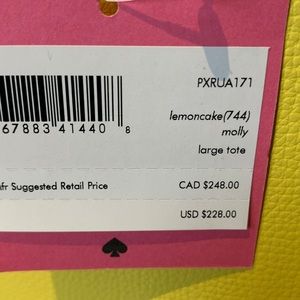 PXRUA171
67883 41440 8
lemoncake(744)
molly
large tote
fr Suggested Retail Price CAD $248.00
USD $228.00